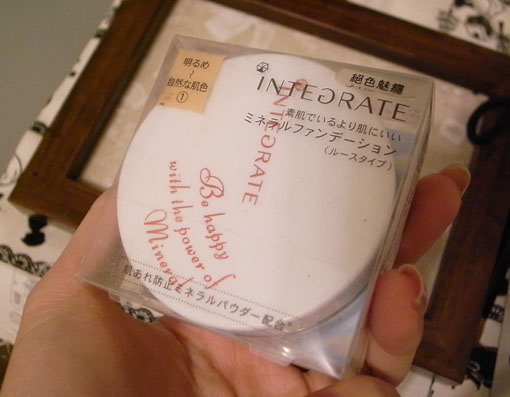 明るめ
〜
自然な肌色
①
絕色魅癮
INTEGRATE
素肌でいるより肌にいい
ミネラルファンデーション
(ルースタイプ)
INTEGRATE
Be happy
with the power of
Mineral
肌あれ防止ミネラルパウダー配合